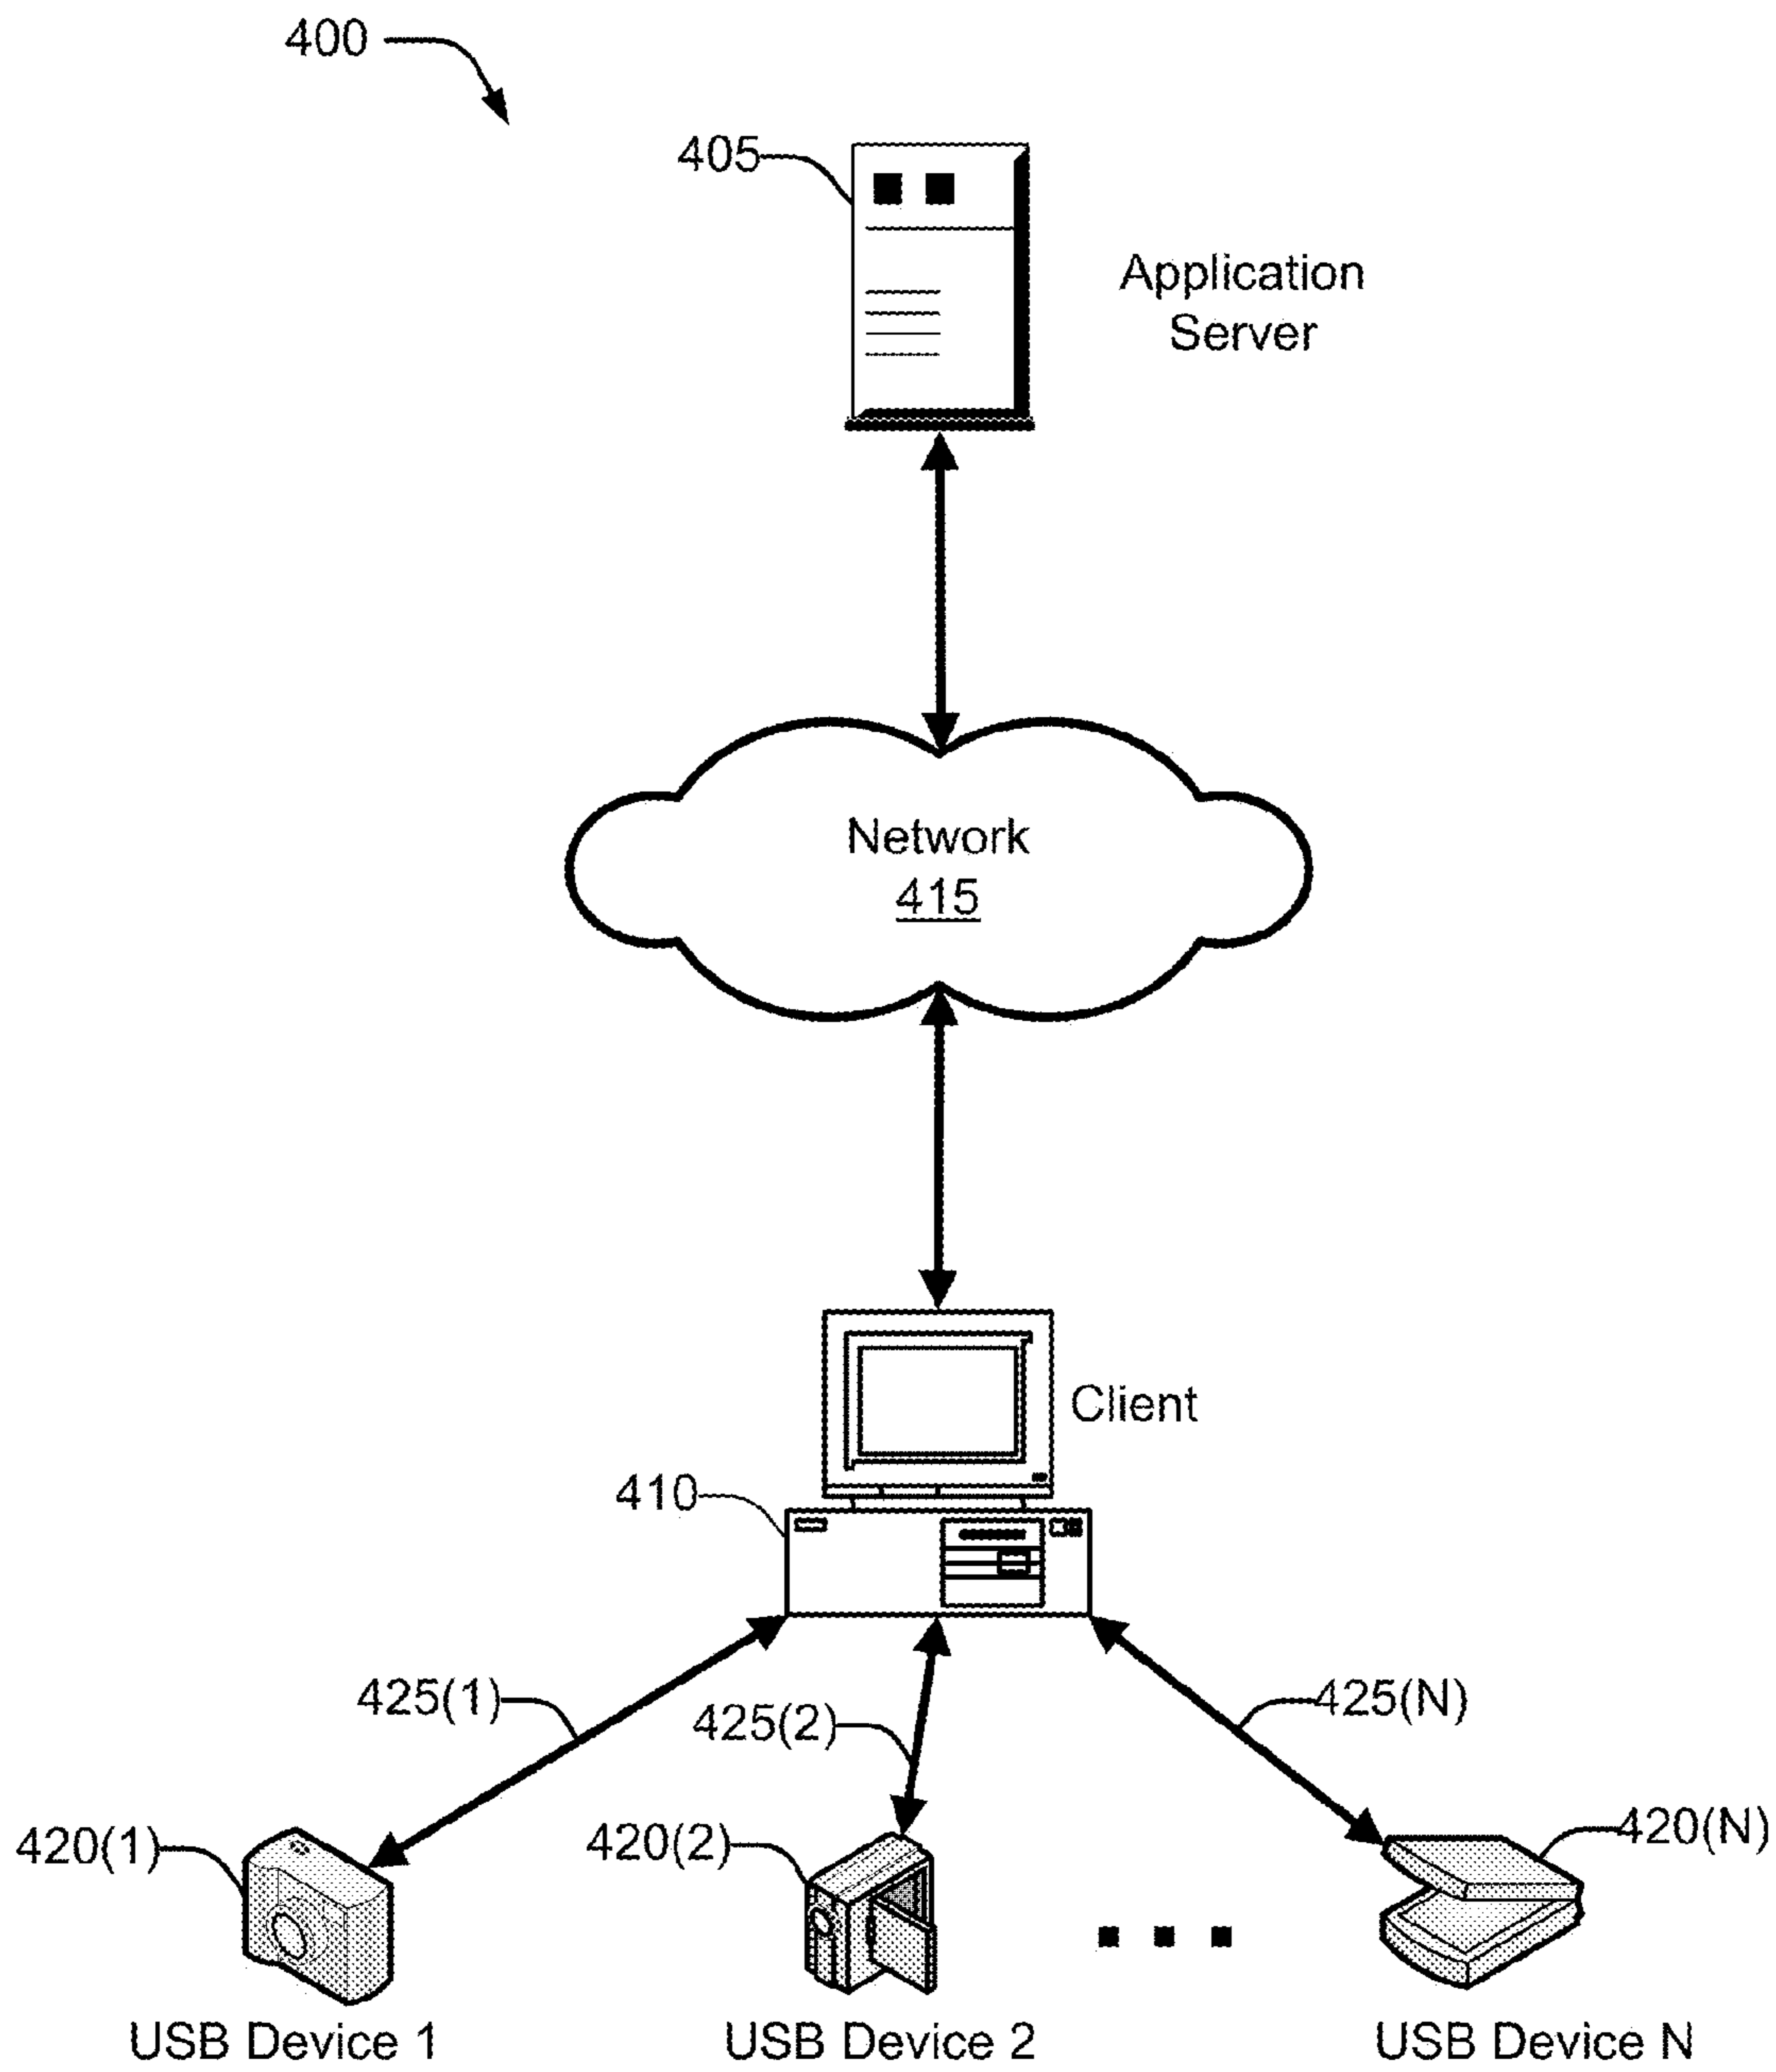 400
405
Application
Server
Network
415
Client
410
425(1)
425(2)
425(N)
420(1)
420(2)
420(N)
USB Device 1
USB Device 2
USB Device N